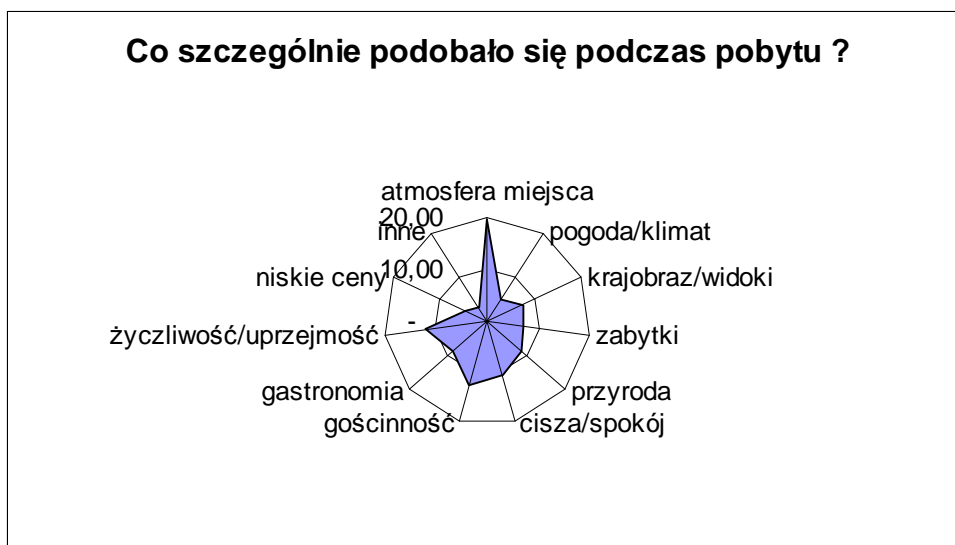 Co szczególnie podobało się podczas pobytu ?
atmosfera miejsca
20,00
inne
pogoda/klimat
10,00
niskie ceny
krajobraz/widoki
-
życzliwość/uprzejmość
zabytki
gastronomia
przyroda
gościnność
cisza/spokój